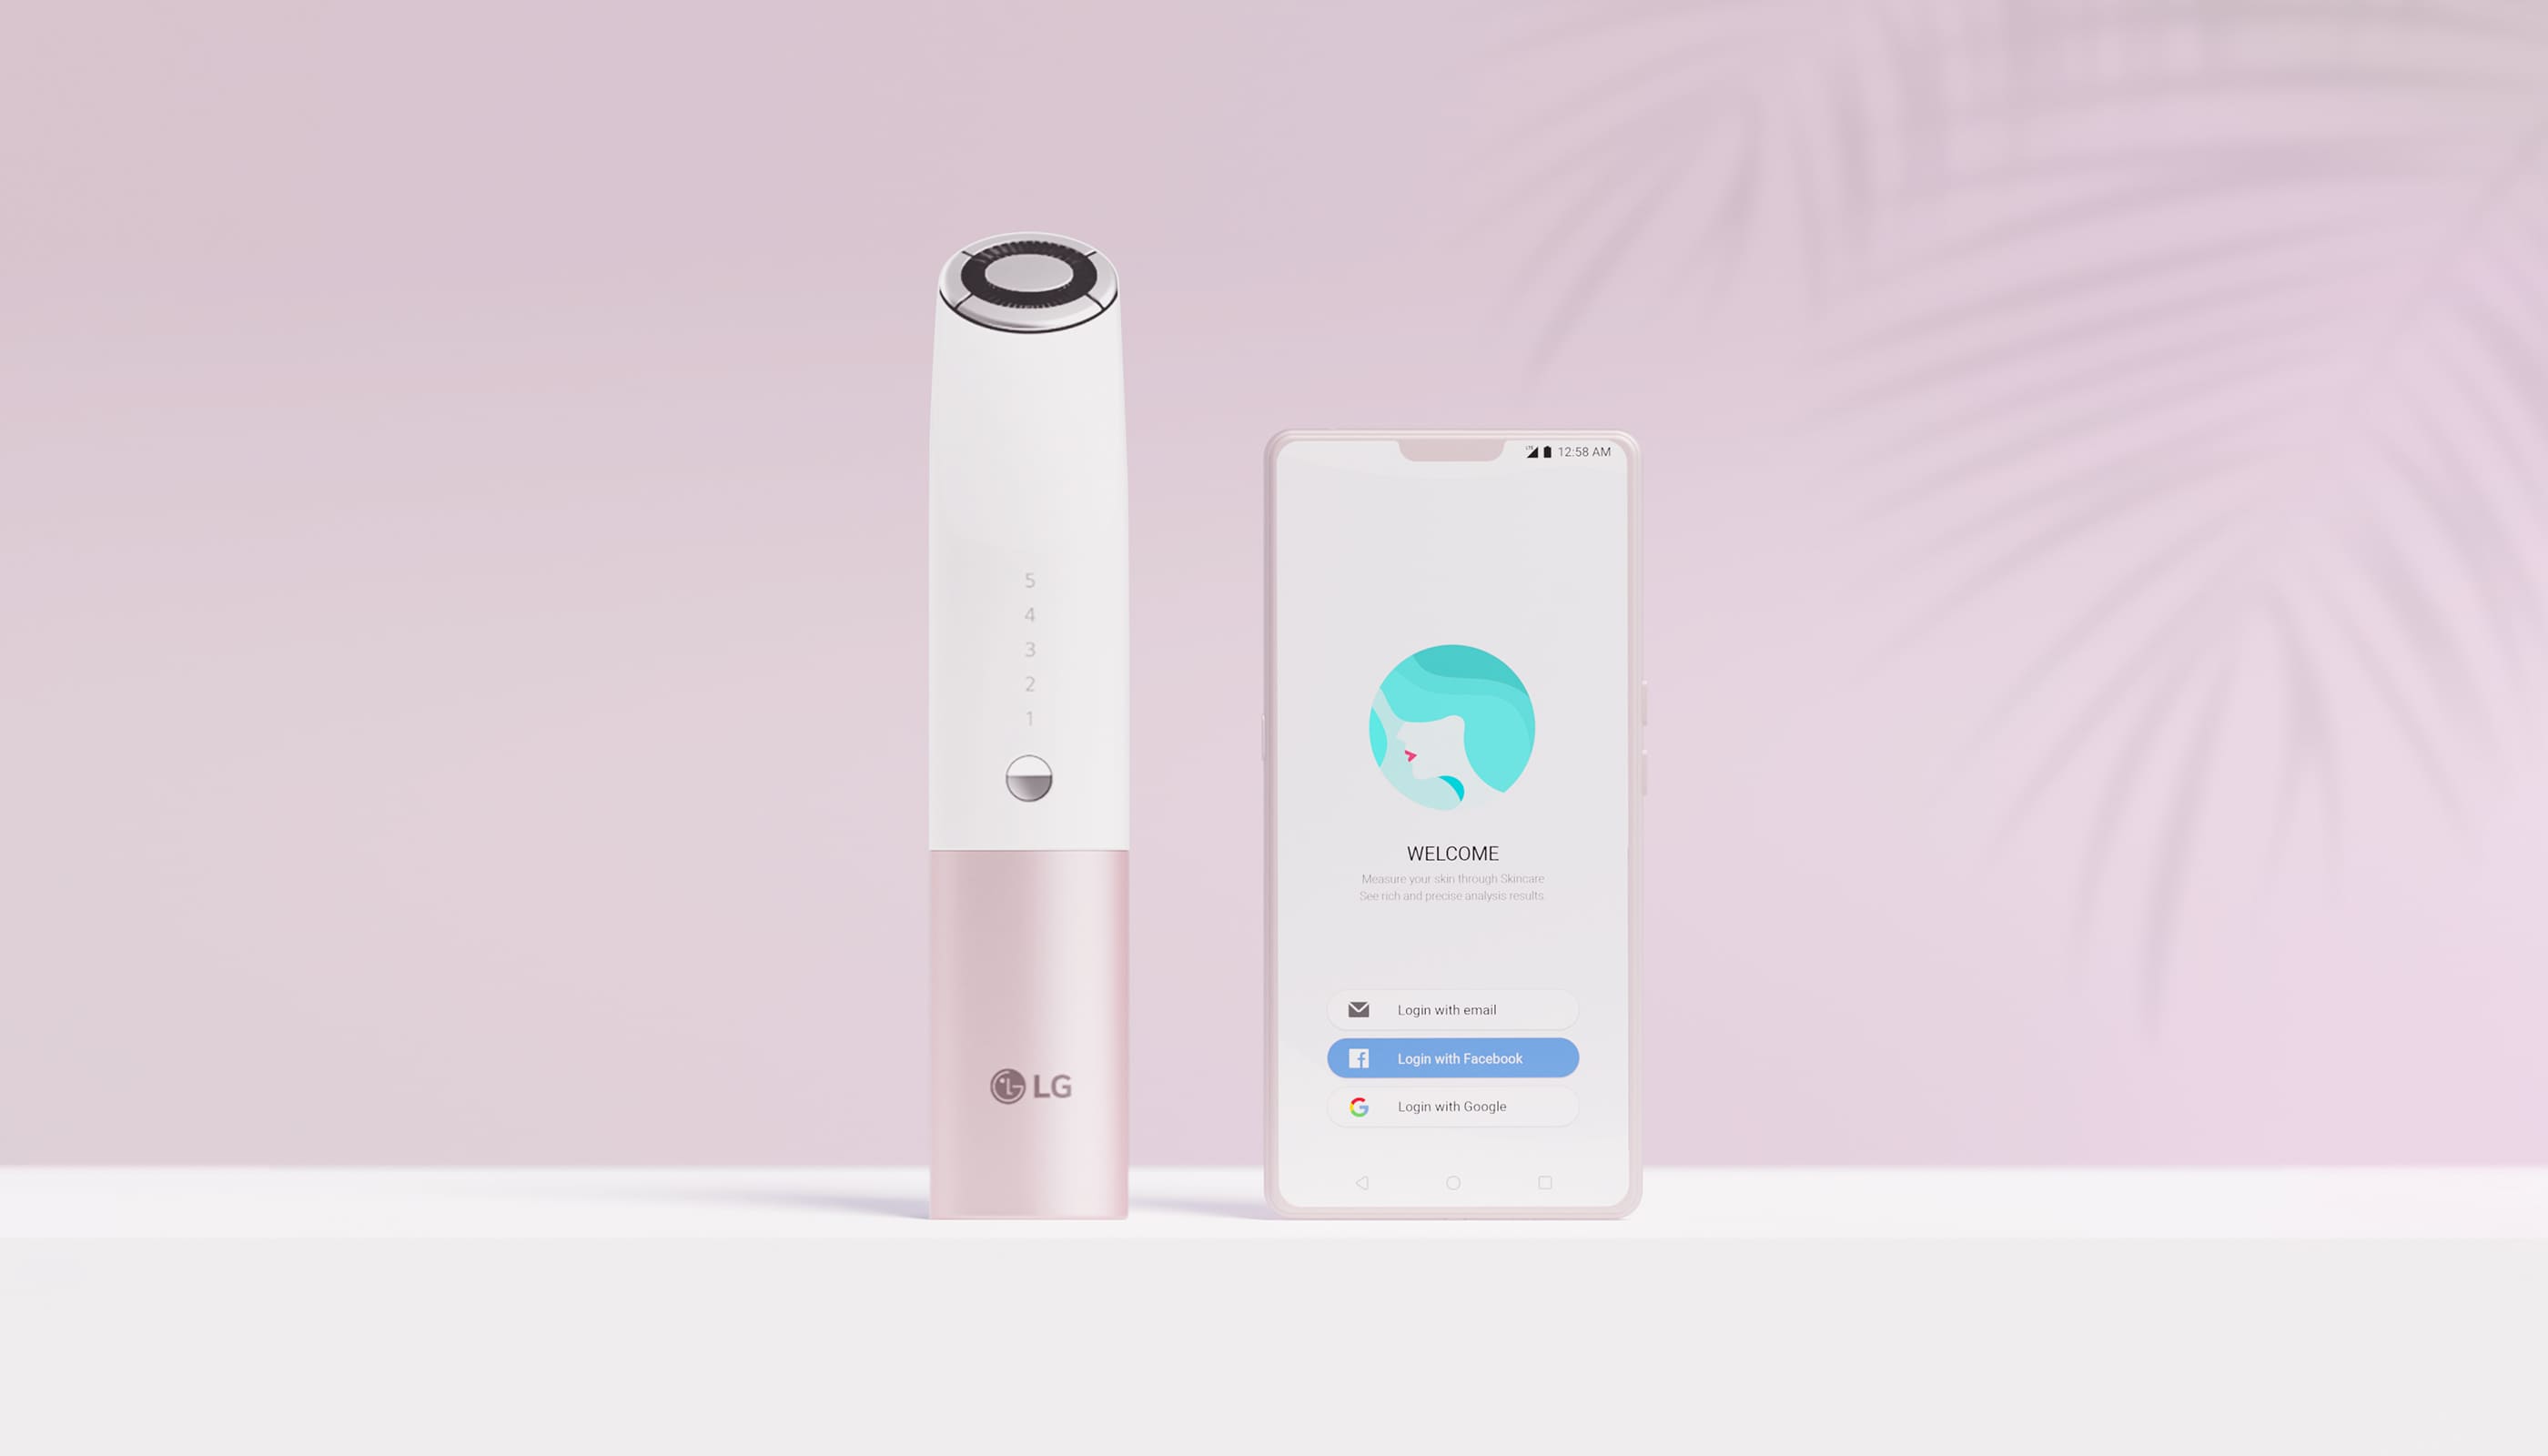 5
4
3
2
1
LG
12:58 AM
WELCOME
Measure your skin through Skincare
See rich and precise analysis results.
Login with email
Login with Facebook
Login with Google